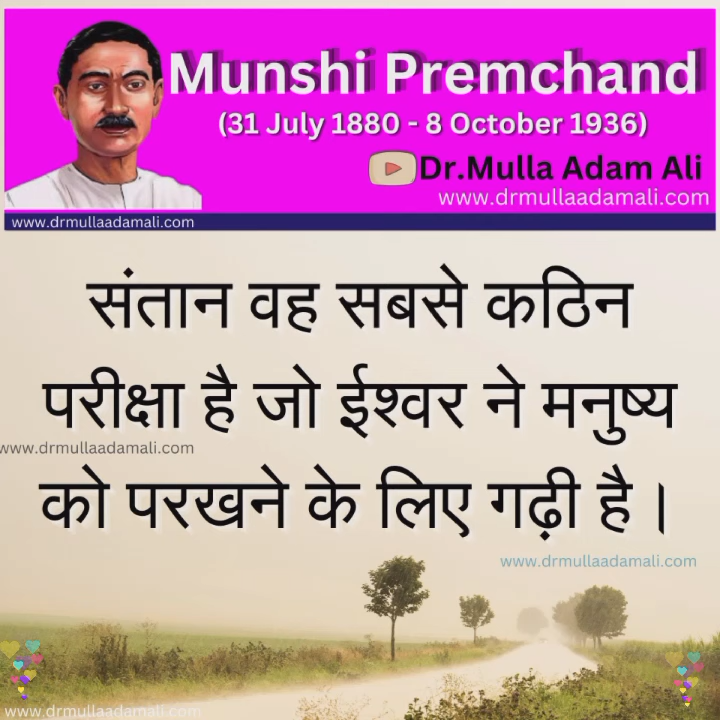 Munshi Premchand
(31 July 1880 - 8 October 1936)
Dr.Mulla Adam Ali
www.drmullaadamali.com
www.drmullaadamali.com
संतान वह सबसे कठिन
परीक्षा है जो ईश्वर ने मनुष्य
www.drmullaadamali.com
को परखने के लिए गढ़ी है।
www.drmullaadamali.com
www.drmullaadamali.com